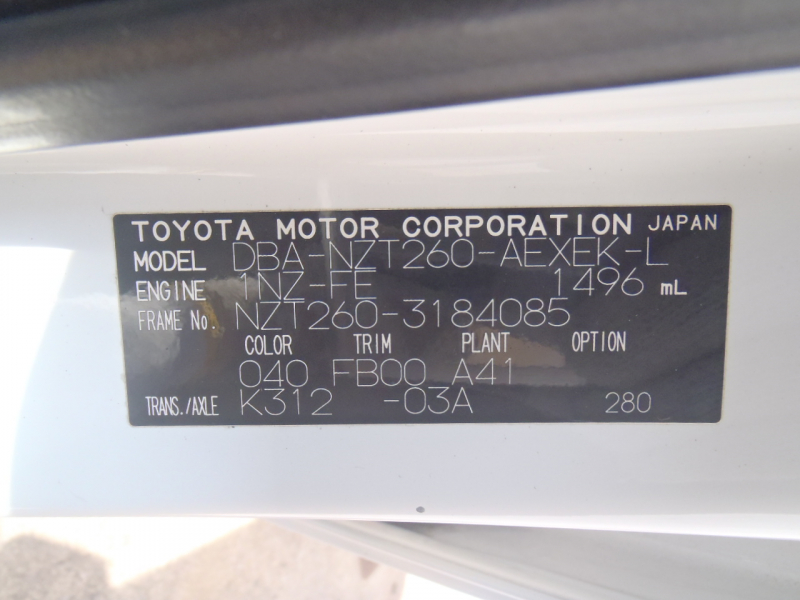 TOYOTA MOTOR CORPORATION JAPAN
MODEL DBA-NZT260-AEXEK-L
ENGINE 1NZ-FE 1496 mL
FRAME No. NZT260-3184085
COLOR TRIM PLANT OPTION
040 FB00 A41
TRANS./AXLE K312 -03A 280